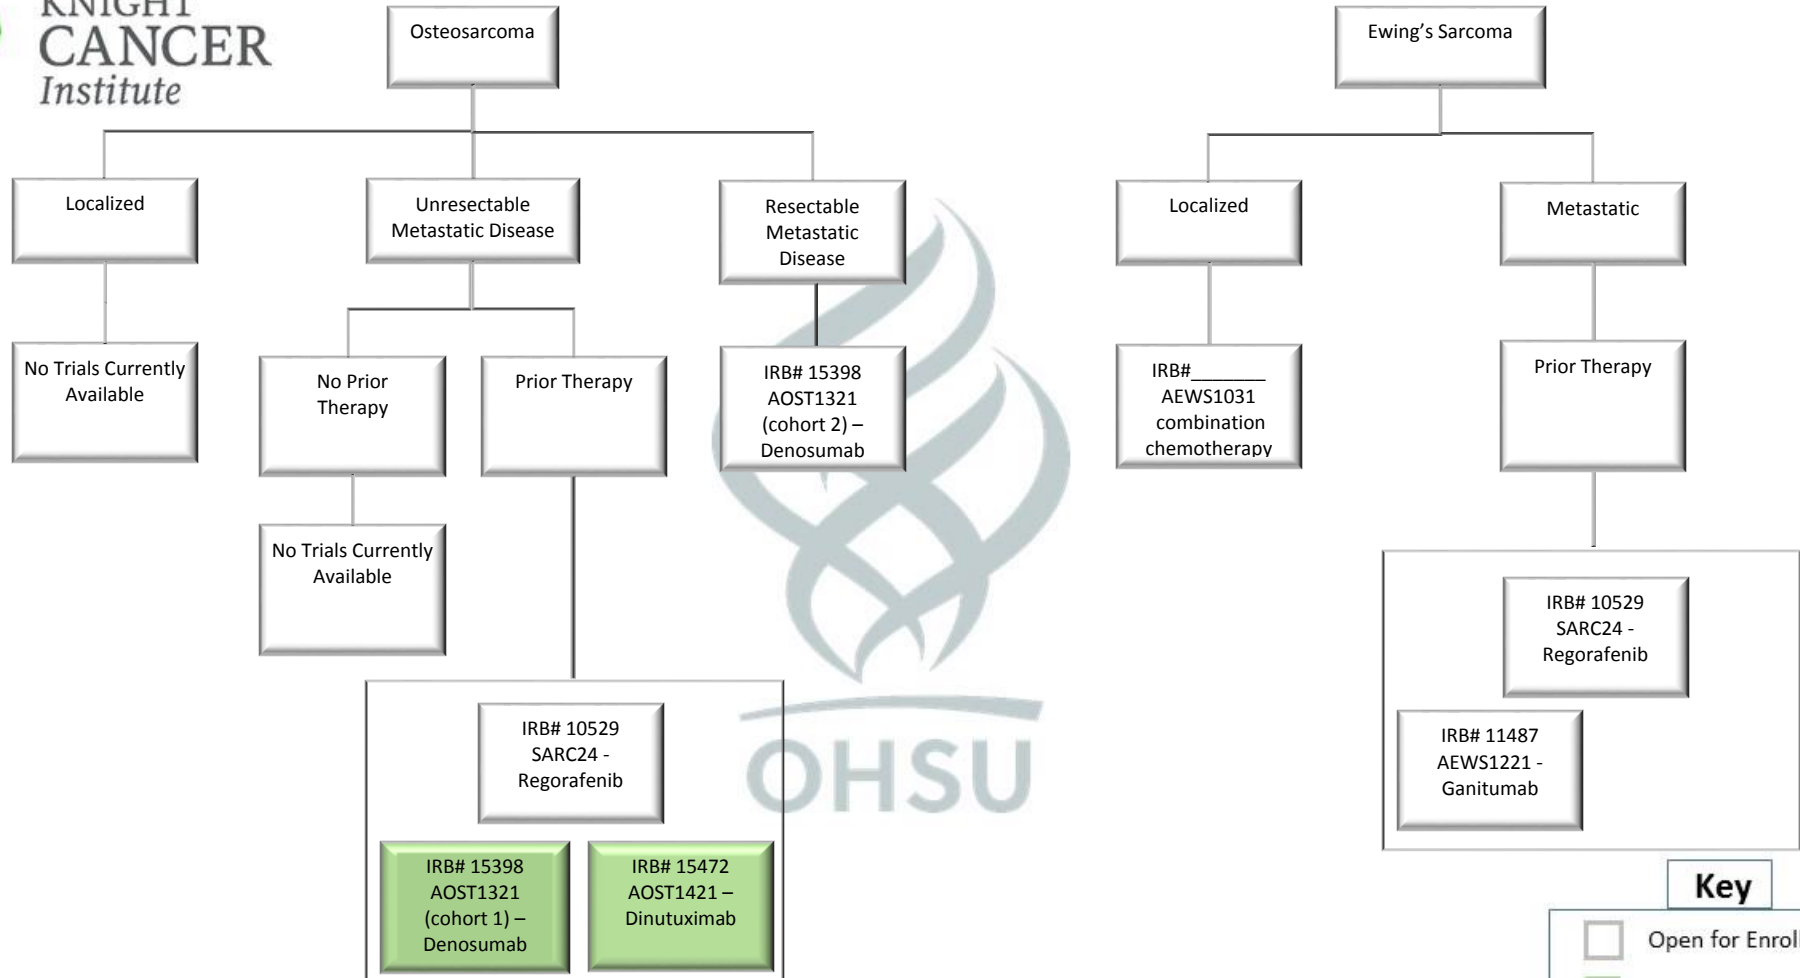 KNIGHT
CANCER
Institute
Osteosarcoma
Ewing's Sarcoma
Localized
Unresectable
Metastatic Disease
Resectable
Metastatic
Disease
Localized
Metastatic
No Trials Currently
Available
No Prior
Therapy
Prior Therapy
IRB# 15398
AOST1321
(cohort 2) –
Denosumab
IRB#_______
AEWS1031
combination
chemotherapy
Prior Therapy
No Trials Currently
Available
IRB# 10529
SARC24 -
Regorafenib
IRB# 15398
AOST1321
(cohort 1) –
Denosumab
IRB# 15472
AOST1421 –
Dinutuximab
IRB# 10529
SARC24 -
Regorafenib
IRB# 11487
AEWS1221 -
Ganitumab
OHSU
Key
Open for Enroll